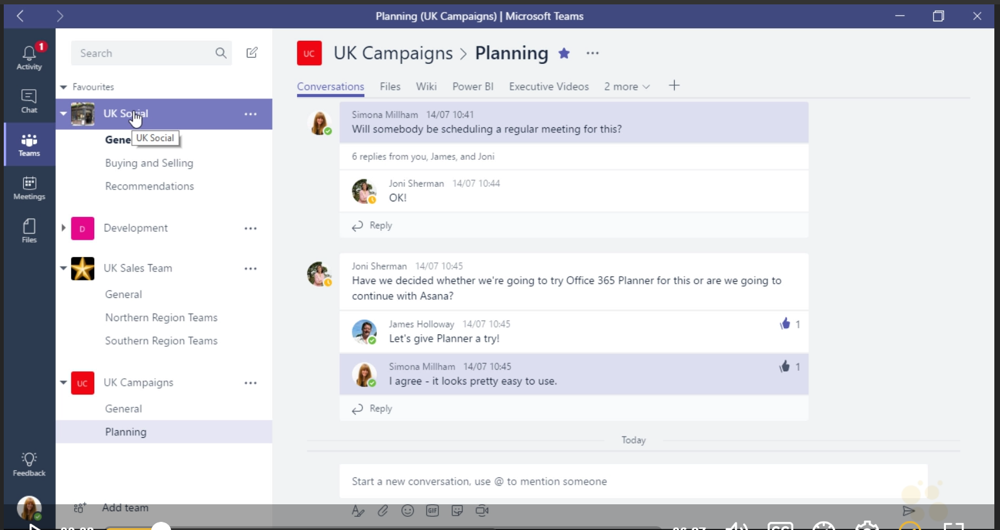 Planning (UK Campaigns) | Microsoft Teams
1
Activity
Chat
Teams
Meetings
Files
Feedback
Search
Favourites
UK Social
Gene
UK Social
Buying and Selling
Recommendations
D
Development
UK Sales Team
General
Northern Region Teams
Southern Region Teams
UC
UK Campaigns
General
Planning
Add team
UC
UK Campaigns > Planning
Conversations Files Wiki Power BI Executive Videos 2 more
Simona Millham 14/07 10:41
Will somebody be scheduling a regular meeting for this?
6 replies from you, James, and Joni
Joni Sherman 14/07 10:44
OK!
Reply
Joni Sherman 14/07 10:45
Have we decided whether we're going to try Office 365 Planner for this or are we going to
continue with Asana?
James Holloway 14/07 10:45
1
Let's give Planner a try!
Simona Millham 14/07 10:45
1
I agree - it looks pretty easy to use.
Reply
Today
Start a new conversation, use @ to mention someone
GIF
CC